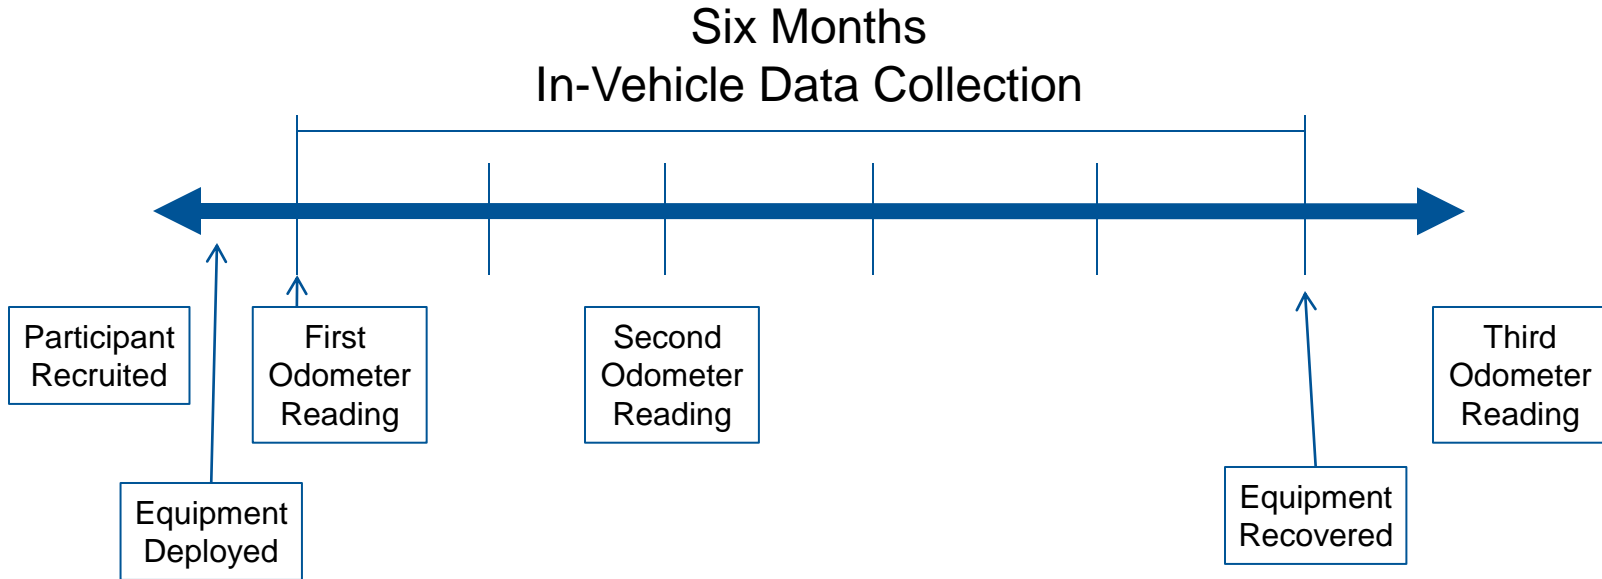 Six Months
In-Vehicle Data Collection
Participant
Recruited
First
Odometer
Reading
Second
Odometer
Reading
Third
Odometer
Reading
Equipment
Deployed
Equipment
Recovered